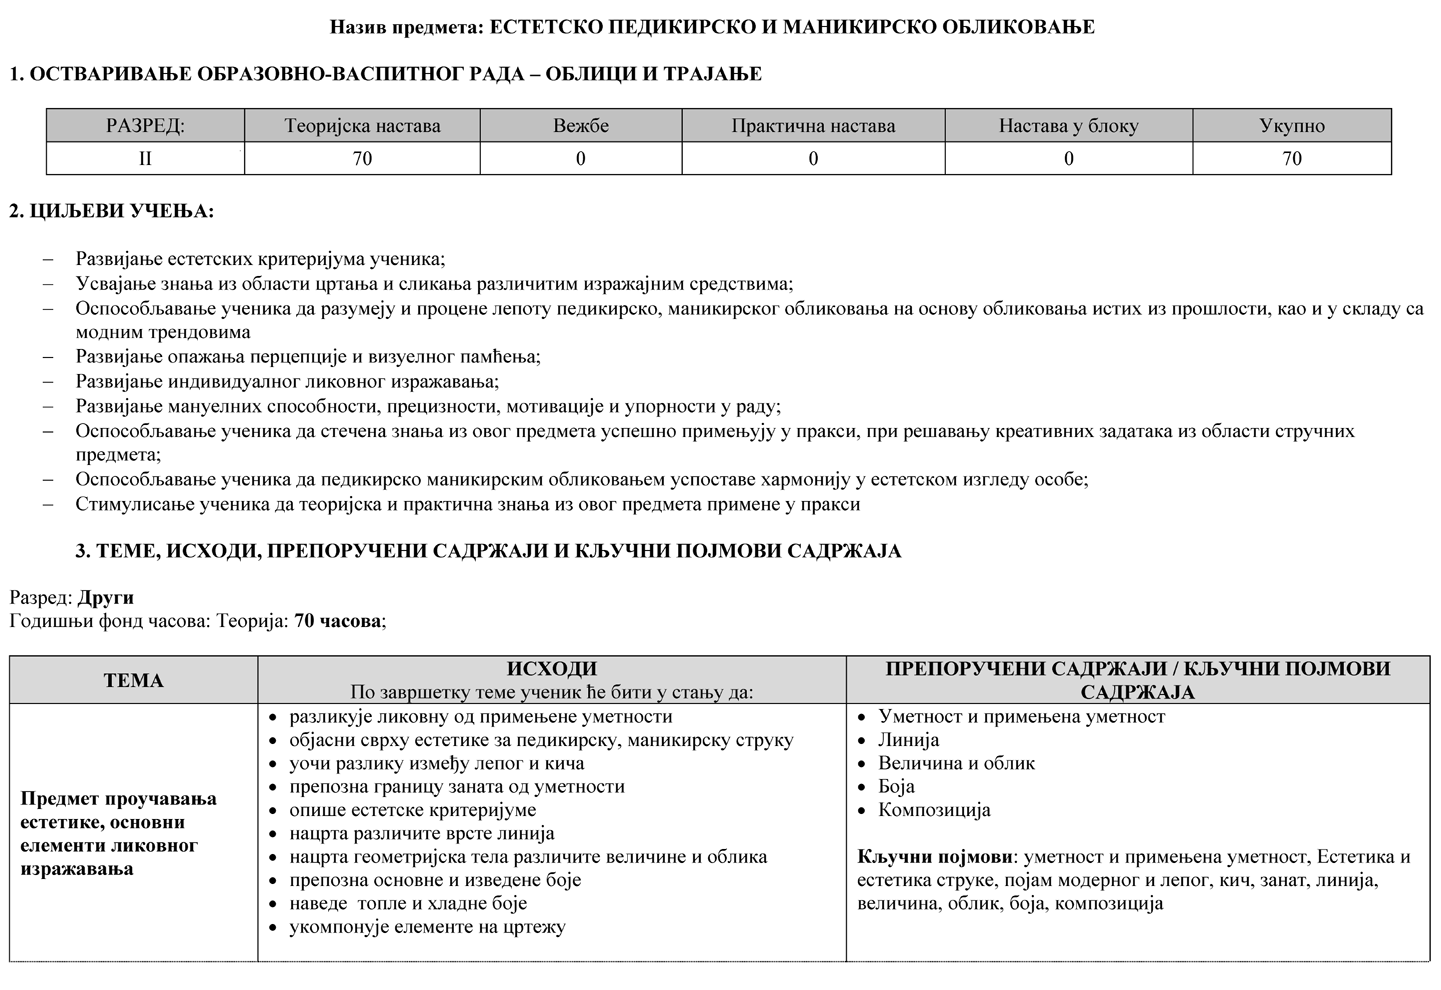 Назив предмета: ЕСТЕТСКО ПЕДИКИРСКО И МАНИКИРСКО ОБЛИКОВАЊЕ
1. ОСТВАРИВАЊЕ ОБРАЗОВНО-ВАСПИТНОГ РАДА – ОБЛИЦИ И ТРАЈАЊЕ
РАЗРЕД: Теоријска настава Вежбе Практична настава Настава у блоку Укупно
II 70 0 0 0 70
2. ЦИЉЕВИ УЧЕЊА:
– Развијање естетских критеријума ученика;
– Усвајање знања из области цртања и сликања различитим изражајним средствима;
– Оспособљавање ученика да разумеју и процене лепоту педикирско, маникирског обликовања на основу обликовања истих из прошлости, као и у складу са
модним трендовима
– Развијање опажања перцепције и визуелног памћења;
– Развијање индивидуалног ликовног изражавања;
– Развијање мануелних способности, прецизности, мотивације и упорности у раду;
– Оспособљавање ученика да стечена знања из овог предмета успешно примењују у пракси, при решавању креативних задатака из области стручних
предмета;
– Оспособљавање ученика да педикирско маникирским обликовањем успоставе хармонију у естетском изгледу особе;
– Стимулисање ученика да теоријска и практична знања из овог предмета примене у пракси
3. ТЕМЕ, ИСХОДИ, ПРЕПОРУЧЕНИ САДРЖАЈИ И КЉУЧНИ ПОЈМОВИ САДРЖАЈА
Разред: Други
Годишњи фонд часова: Теорија: 70 часова;
ТЕМА
ИСХОДИ
По завршетку теме ученик ће бити у стању да:
ПРЕПОРУЧЕНИ САДРЖАЈИ / КЉУЧНИ ПОЈМОВИ
САДРЖАЈА
Предмет проучавања
естетике, основни
елементи ликовног
изражавања
• разликује ликовну од примењене уметности
• објасни сврху естетике за педикирску, маникирску струку
• уочи разлику између лепог и кича
• препозна границу заната од уметности
• опише естетске критеријуме
• нацрта различите врсте линија
• нацрта геометријска тела различите величине и облика
• препозна основне и изведене боје
• наведе топле и хладне боје
• укомпонује елементе на цртежу
• Уметност и примењена уметност
• Линија
• Величина и облик
• Боја
• Композиција
Кључни појмови: уметност и примењена уметност, Естетика и
естетика струке, појам модерног и лепог, кич, занат, линија,
величина, облик, боја, композиција